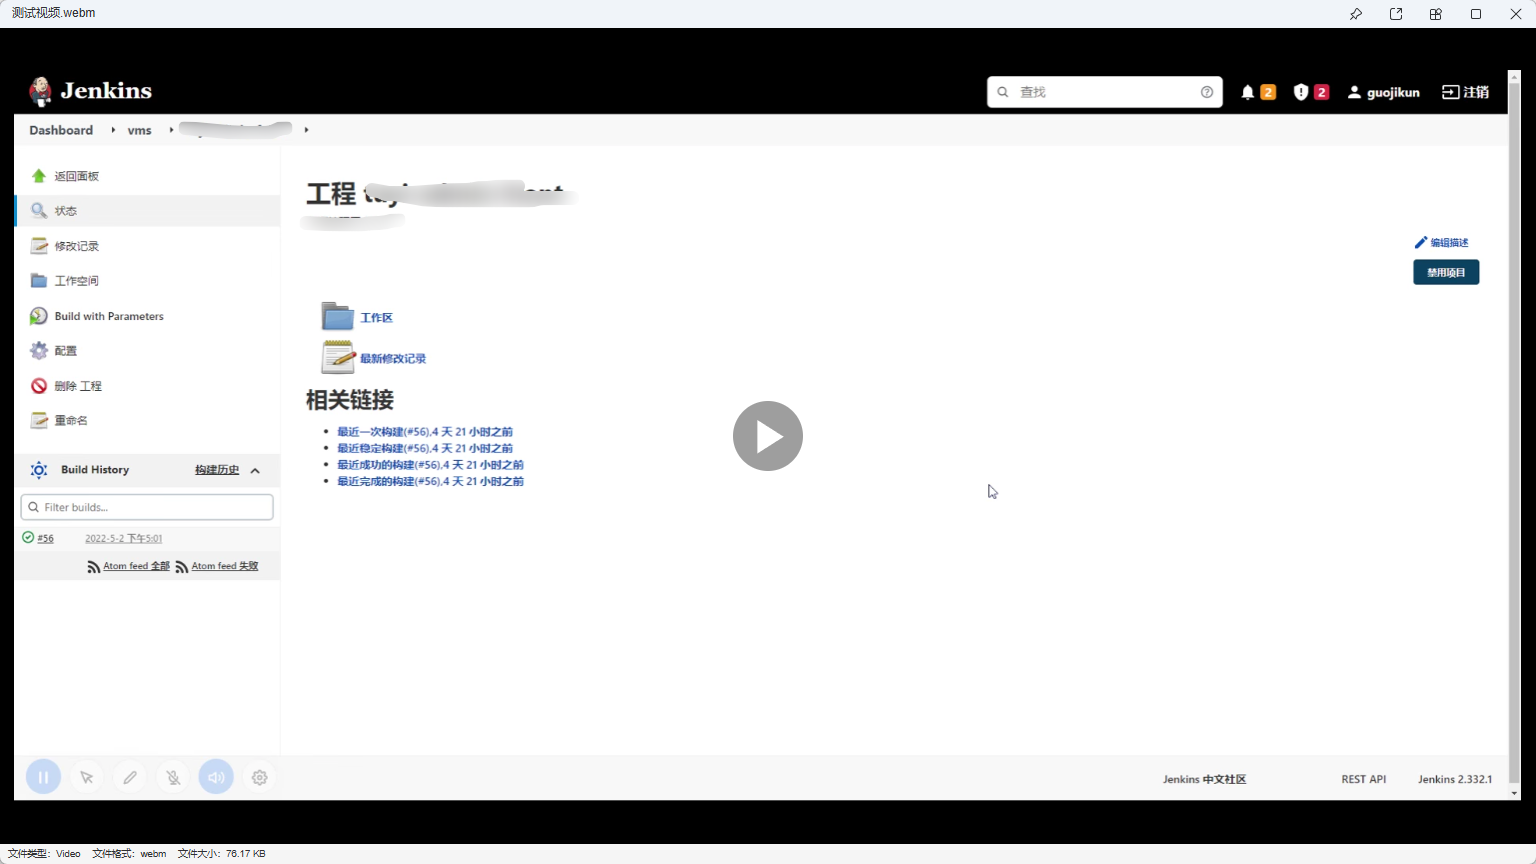 测试视频.webm
Jenkins
查找
2
2
guojikun
注销
Dashboard
vms
返回面板
状态
修改记录
工作空间
Build with Parameters
配置
删除 工程
重命名
Build History 构建历史
Filter builds...
#56 2022-5-2 下午5:01
Atom feed 全部 Atom feed 失败
工程
编辑描述
禁用项目
工作区
最新修改记录
相关链接
最近一次构建(#56),4 天 21 小时之前
最近稳定构建(#56),4 天 21 小时之前
最近成功的构建(#56),4 天 21 小时之前
最近完成的构建(#56),4 天 21 小时之前
Jenkins 中文社区
REST API
Jenkins 2.332.1
文件类型: Video 文件格式: webm 文件大小: 76.17 KB